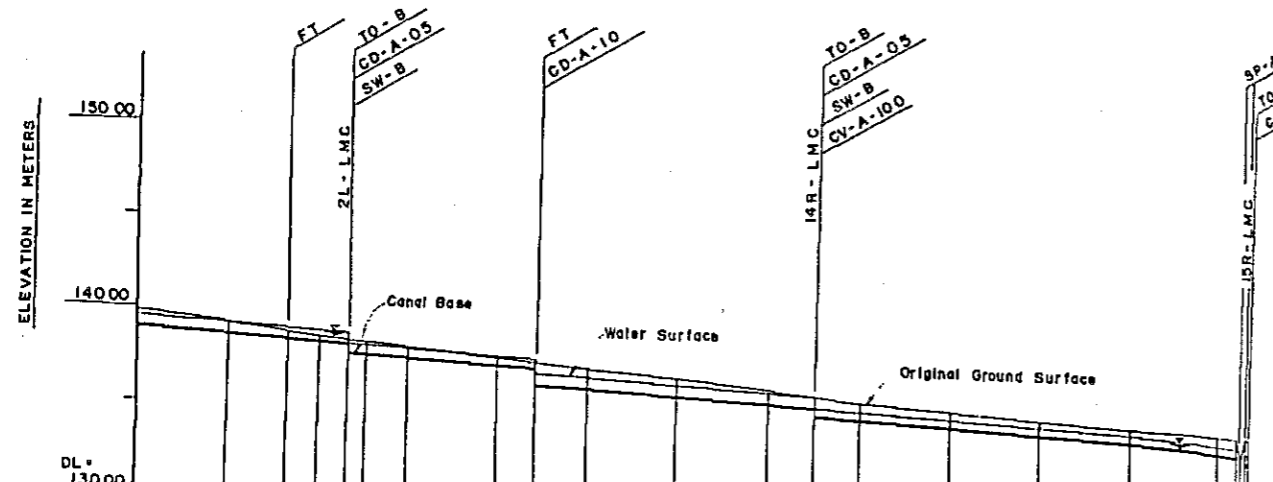 FT
TO-B
CD-A-05
SW-B
2L-LMC
FT
CD-A-10
TO-B
CD-A-05
SW-B
CV-A-100
14R-LMC
TO
15R-LMC
ELEVATION IN METERS
150.00
140.00
DL=
130.00
Canal Base
Water Surface
Original Ground Surface